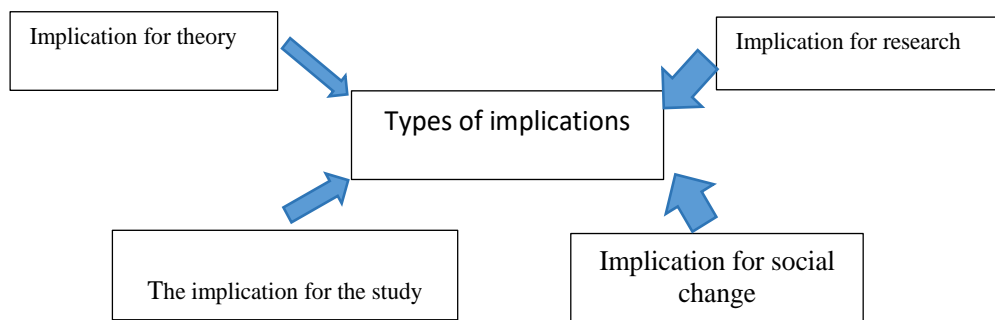 Implication for theory
Implication for research
Types of implications
The implication for the study
Implication for social
change